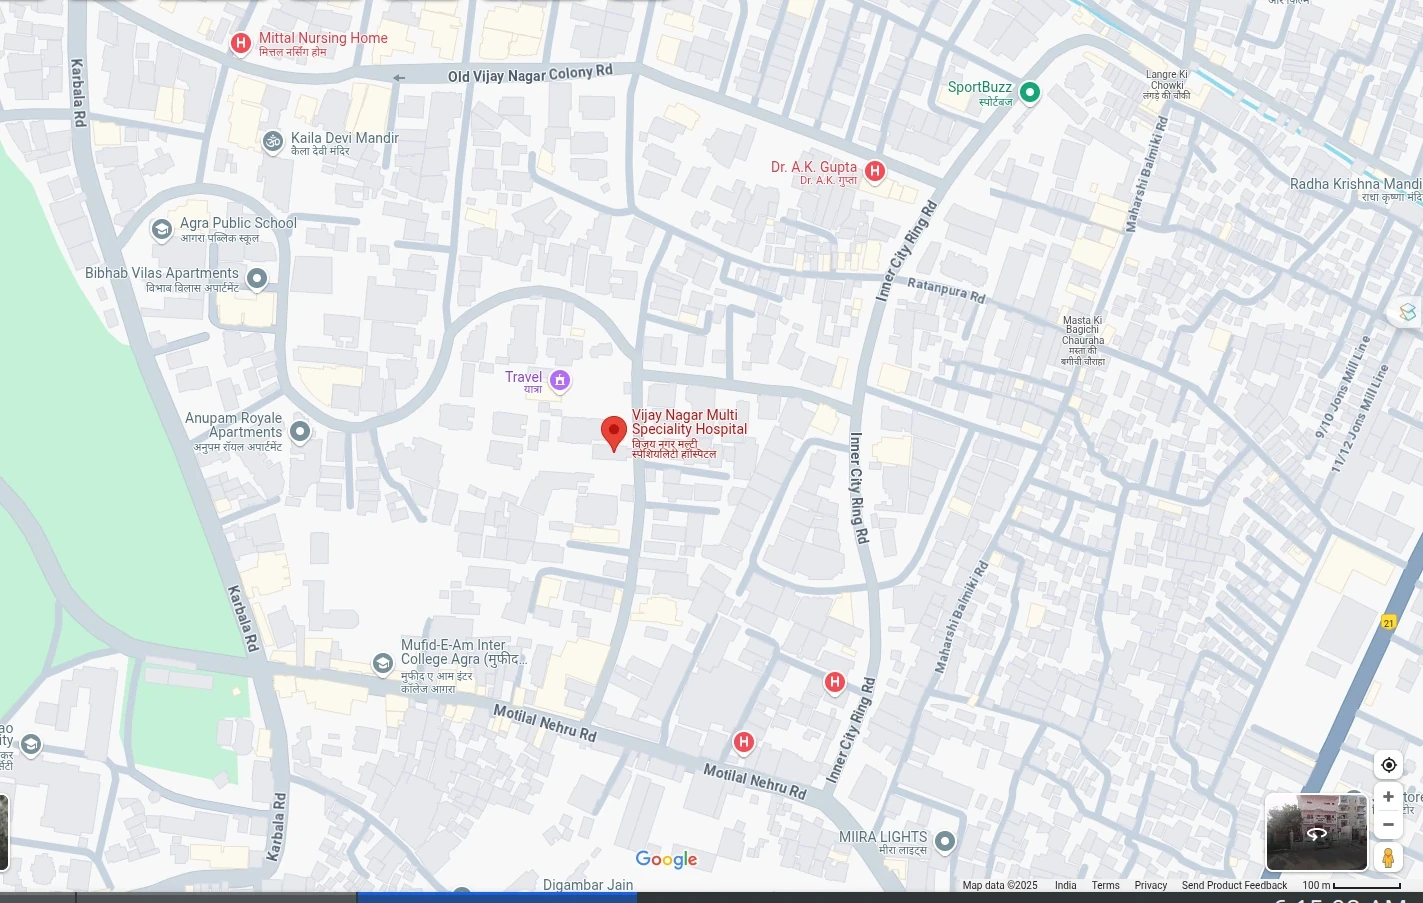 और फिल्म
Mittal Nursing Home
मित्तल नर्सिंग होम
Old Vijay Nagar Colony Rd
Karbala Rd
SportBuzz
स्पोर्टबज
Langre Ki
Chowki
लंगड़े की चौकी
Kaila Devi Mandir
कैला देवी मंदिर
Dr. A.K. Gupta
Dr. A.K. गुप्ता
Maharshi Balmiki Rd
Radha Krishna Mandi
राधा कृष्णा मंदि
Agra Public School
आगरा पब्लिक स्कूल
Inner City Ring Rd
Bibhab Vilas Apartments
विभाब विलास अपार्टमेंट
Ratanpura Rd
Masta Ki
Bagichi
Chauraha
मस्ता की
बगीची चौराहा
Travel
यात्रा
9/10 Jons Mill Line
11/12 Jons Mill Line
Vijay Nagar Multi
Speciality Hospital
विजय नगर मल्टी
स्पेशियलिटी हॉस्पिटल
Anupam Royale
Apartments
अनुपम रॉयल अपार्टमेंट
Inner City Ring Rd
Karbala Rd
Maharshi Balmiki Rd
21
Mufid-E-Am Inter
College Agra (मुफीद...
मुफीद ए आम इंटर
कॉलेज आगरा
Motilal Nehru Rd
Inner City Ring Rd
Motilal Nehru Rd
Karbala Rd
MIIRA LIGHTS
मीरा लाइट्स
Google
Digambar Jain
Map data ©2025 India Terms Privacy Send Product Feedback 100 m